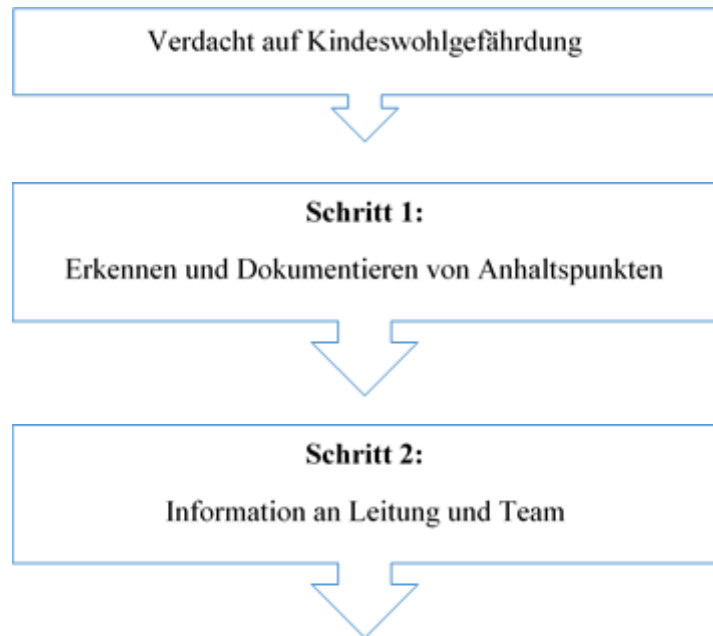 Verdacht auf Kindeswohlgefährdung
Schritt 1:
Erkennen und Dokumentieren von Anhaltspunkten
Schritt 2:
Information an Leitung und Team